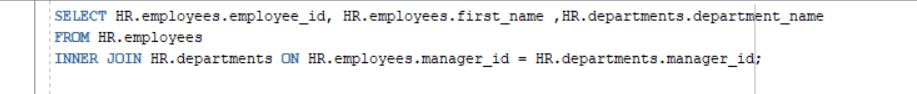 SELECT HR.employees.employee_id, HR.employees.first_name ,HR.departments.department_name
FROM HR.employees
INNER JOIN HR.departments ON HR.employees.manager_id = HR.departments.manager_id;